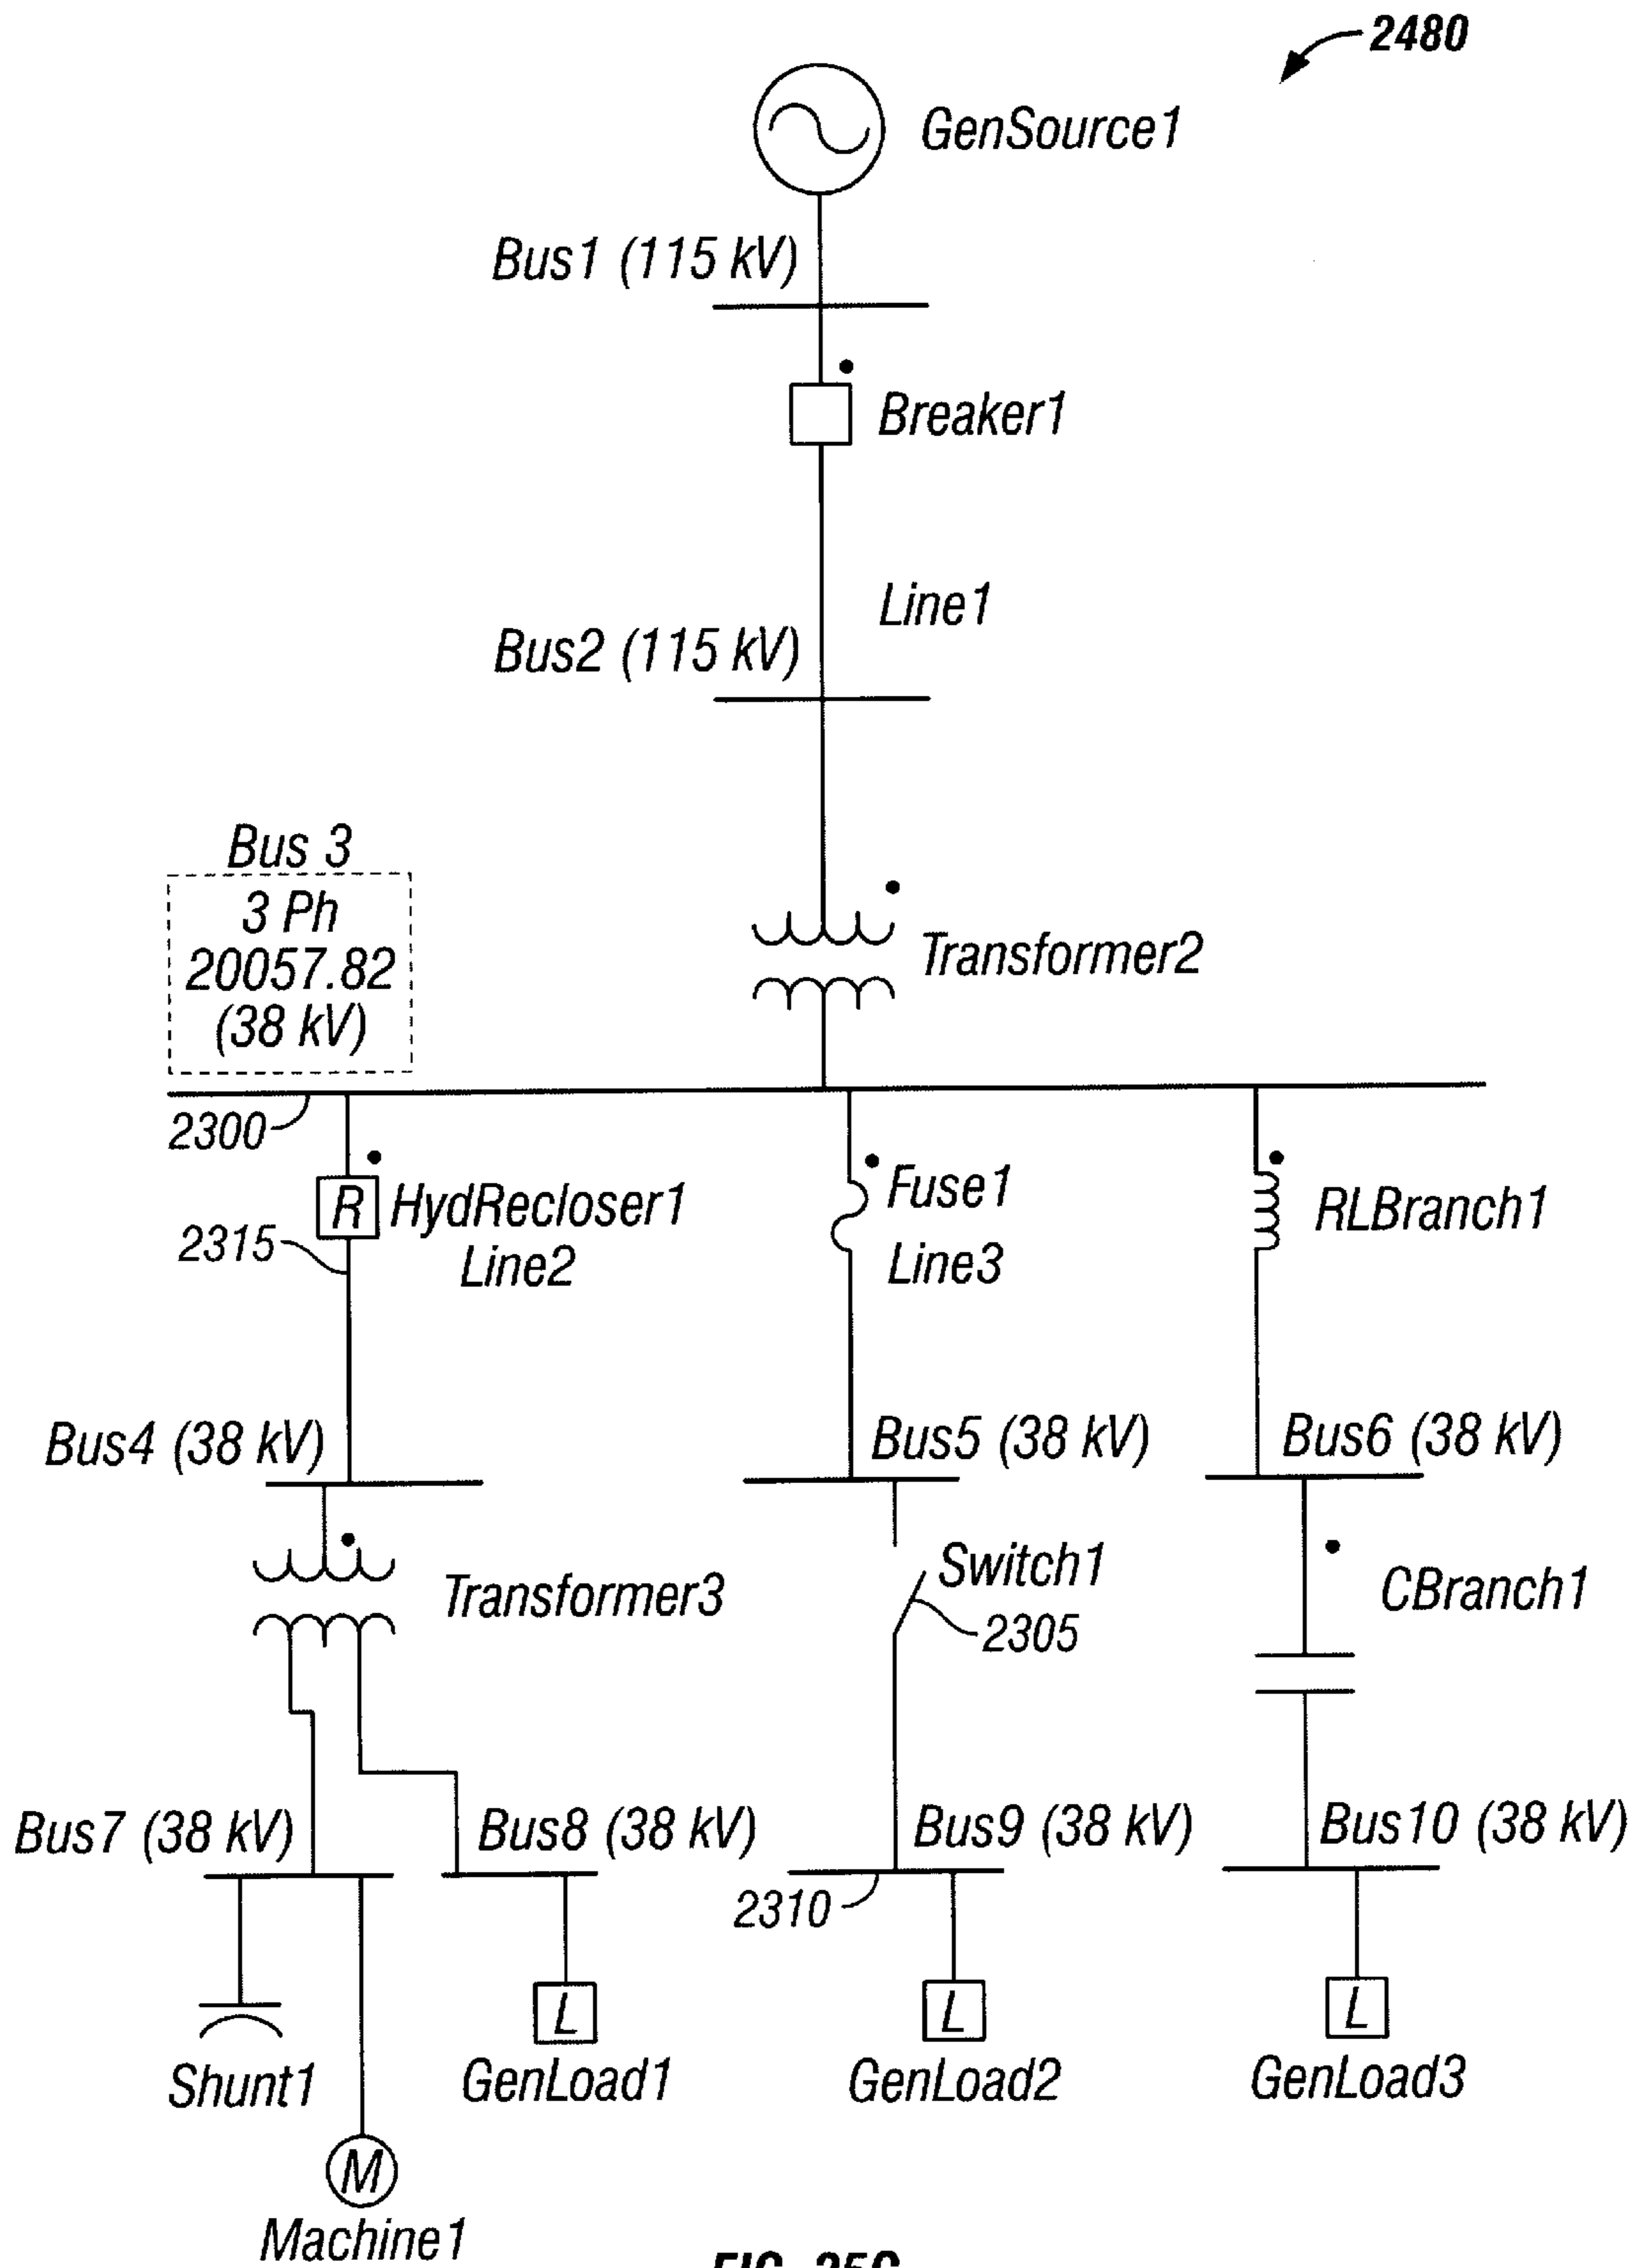 2480
GenSource1
Bus1 (115 kV)
Breaker1
Line1
Bus2 (115 kV)
Bus 3
3 Ph
20057.82
(38 kV)
Transformer2
2300
R
HydRecloser1
Line2
2315
Fuse1
Line3
RLBranch1
Bus4 (38 kV)
Bus5 (38 kV)
Bus6 (38 kV)
Transformer3
Switch1
2305
CBranch1
Bus7 (38 kV)
Bus8 (38 kV)
Bus9 (38 kV)
Bus10 (38 kV)
2310
L
L
L
Shunt1
GenLoad1
GenLoad2
GenLoad3
M
Machine1